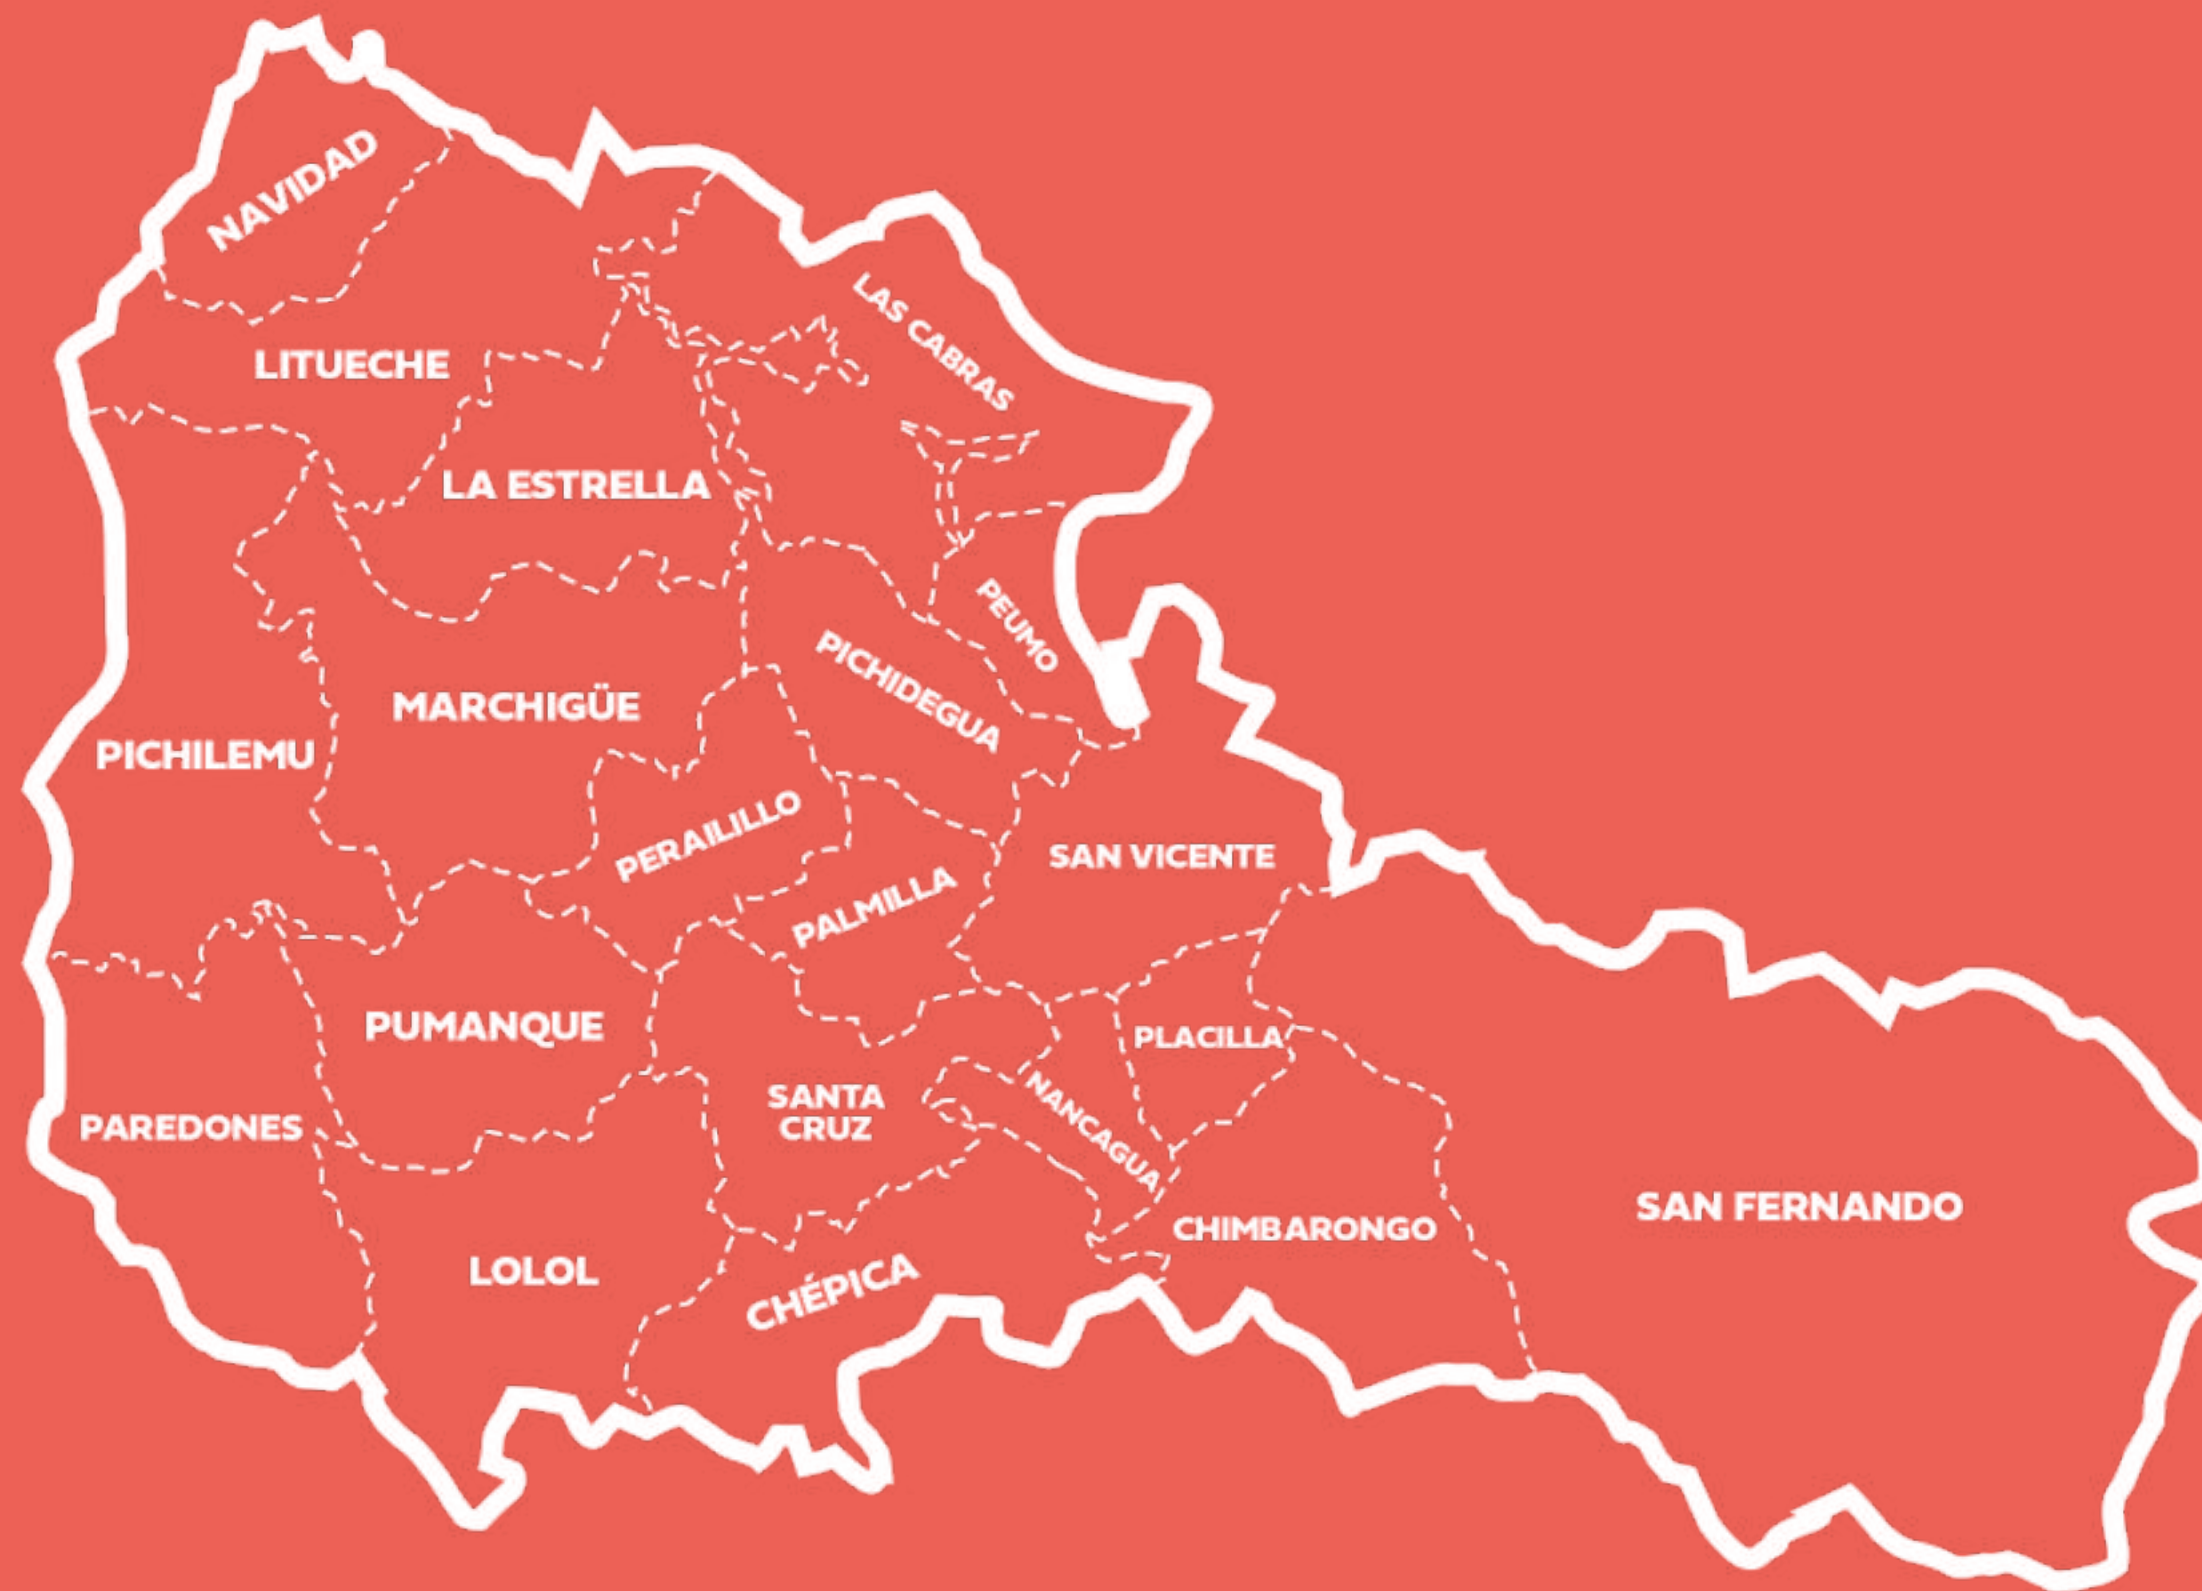 NAVIDAD
LITUECHE
LAS CABRAS
LA ESTRELLA
PEUMO
PICHIDEGUA
MARCHIGÜE
PICHILEMU
PERAILILLO
SAN VICENTE
PALMILLA
PUMANQUE
PLACILLA
SANTA
CRUZ
NANCAGUA
PAREDONES
SAN FERNANDO
CHIMBARONGO
LOLOL
CHÉPICA